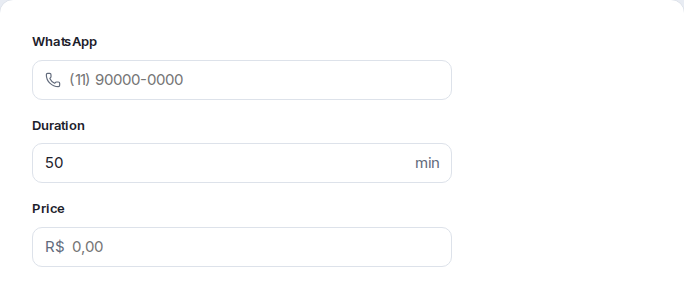 WhatsApp
(11) 90000-0000
Duration
50 min
Price
R$ 0,00